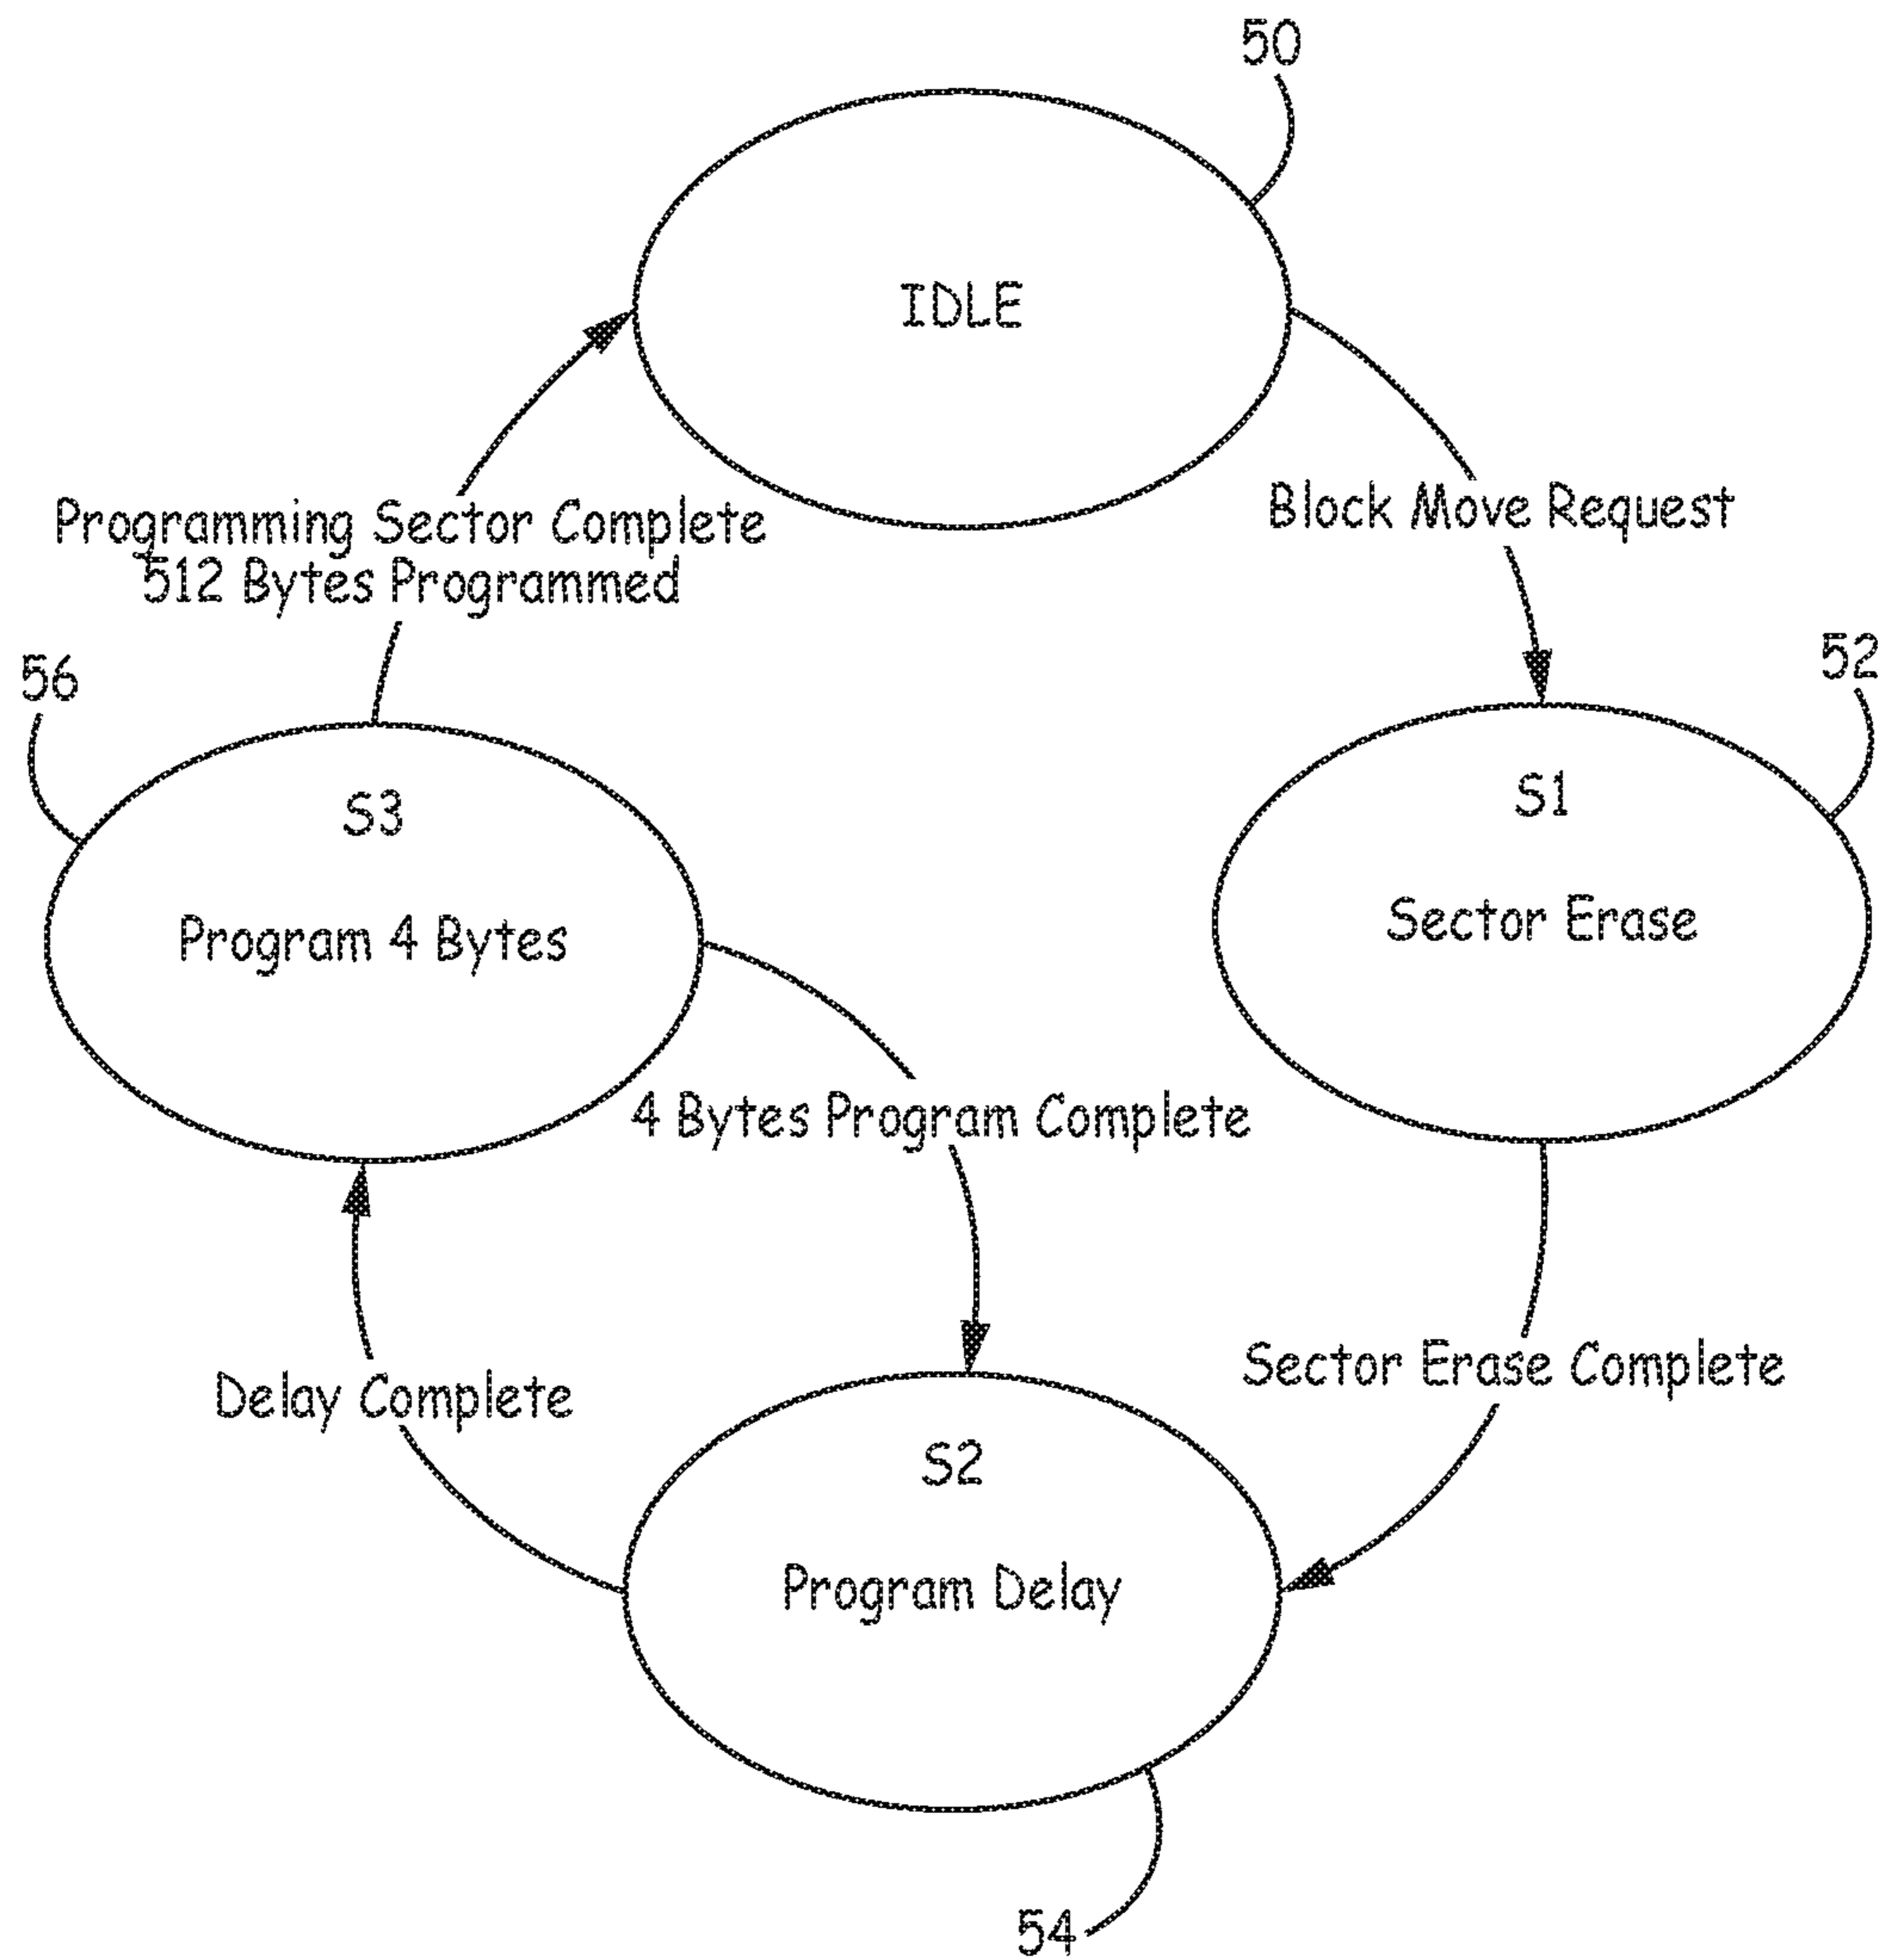 50
IDLE
Programming Sector Complete
512 Bytes Programmed
Block Move Request
56
52
S3
Program 4 Bytes
S1
Sector Erase
4 Bytes Program Complete
Delay Complete
Sector Erase Complete
S2
Program Delay
54